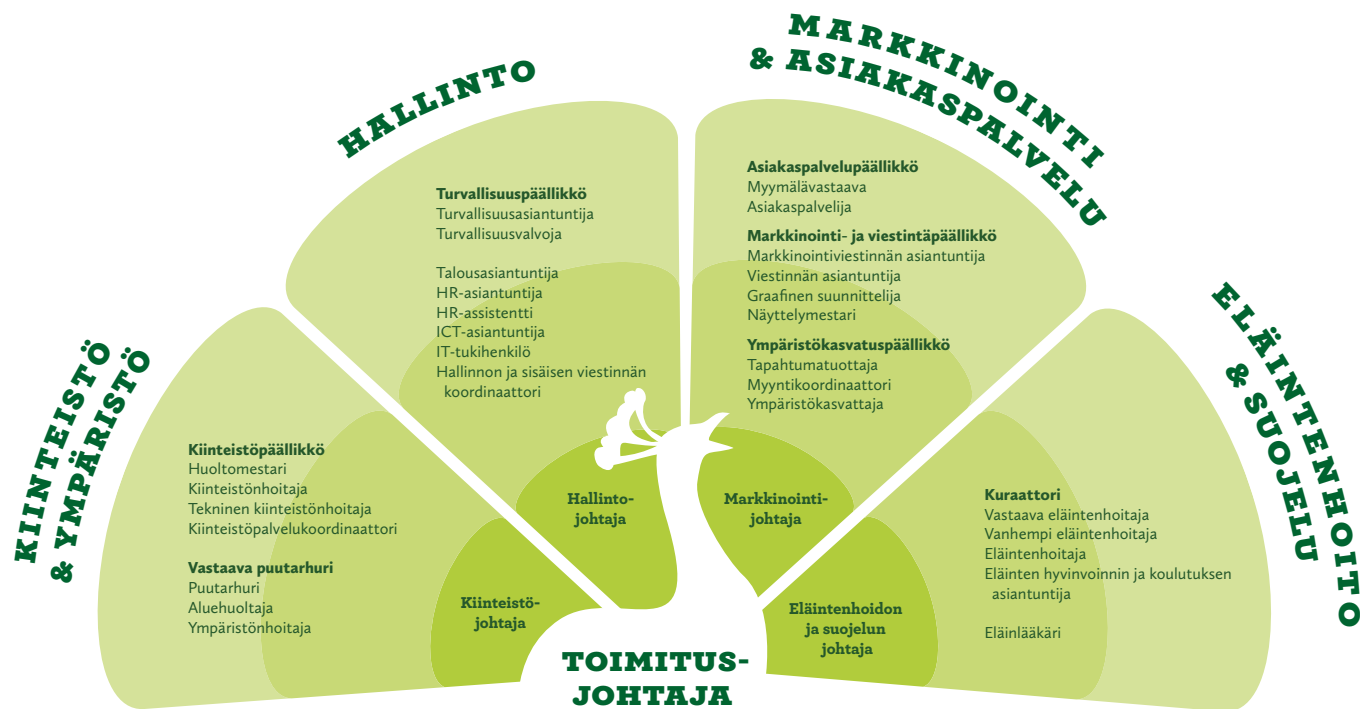 KIINTEISTÖ
& YMPÄRISTÖ
Kiinteistöpäällikkö
Huoltomestari
Kiinteistönhoitaja
Tekninen kiinteistönhoitaja
Kiinteistöpalvelukoordinaattori
Vastaava puutarhuri
Puutarhuri
Aluehuoltaja
Ympäristönhoitaja
Kiinteistö-
johtaja
HALLINTO
Turvallisuuspäällikkö
Turvallisuusasiantuntija
Turvallisuusvalvoja
Talousasiantuntija
HR-asiantuntija
HR-assistentti
ICT-asiantuntija
IT-tukihenkilö
Hallinnon ja sisäisen viestinnän
koordinaattori
Hallinto-
johtaja
MARKKINOINTI
& ASIAKASPALVELU
Asiakaspalvelupäällikkö
Myymälävastaava
Asiakaspalvelija
Markkinointi- ja viestintäpäällikkö
Markkinointiviestinnän asiantuntija
Viestinnän asiantuntija
Graafinen suunnittelija
Näyttelymestari
Ympäristökasvatuspäällikkö
Tapahtumatuottaja
Myyntikoordinaattori
Ympäristökasvattaja
Markkinointi-
johtaja
ELÄINTENHOITO
& SUOJELU
Kuraattori
Vastaava eläintenhoitaja
Vanhempi eläintenhoitaja
Eläintenhoitaja
Eläinten hyvinvoinnin ja koulutuksen
asiantuntija
Eläinlääkäri
Eläintenhoidon
ja suojelun
johtaja
TOIMITUS-
JOHTAJA